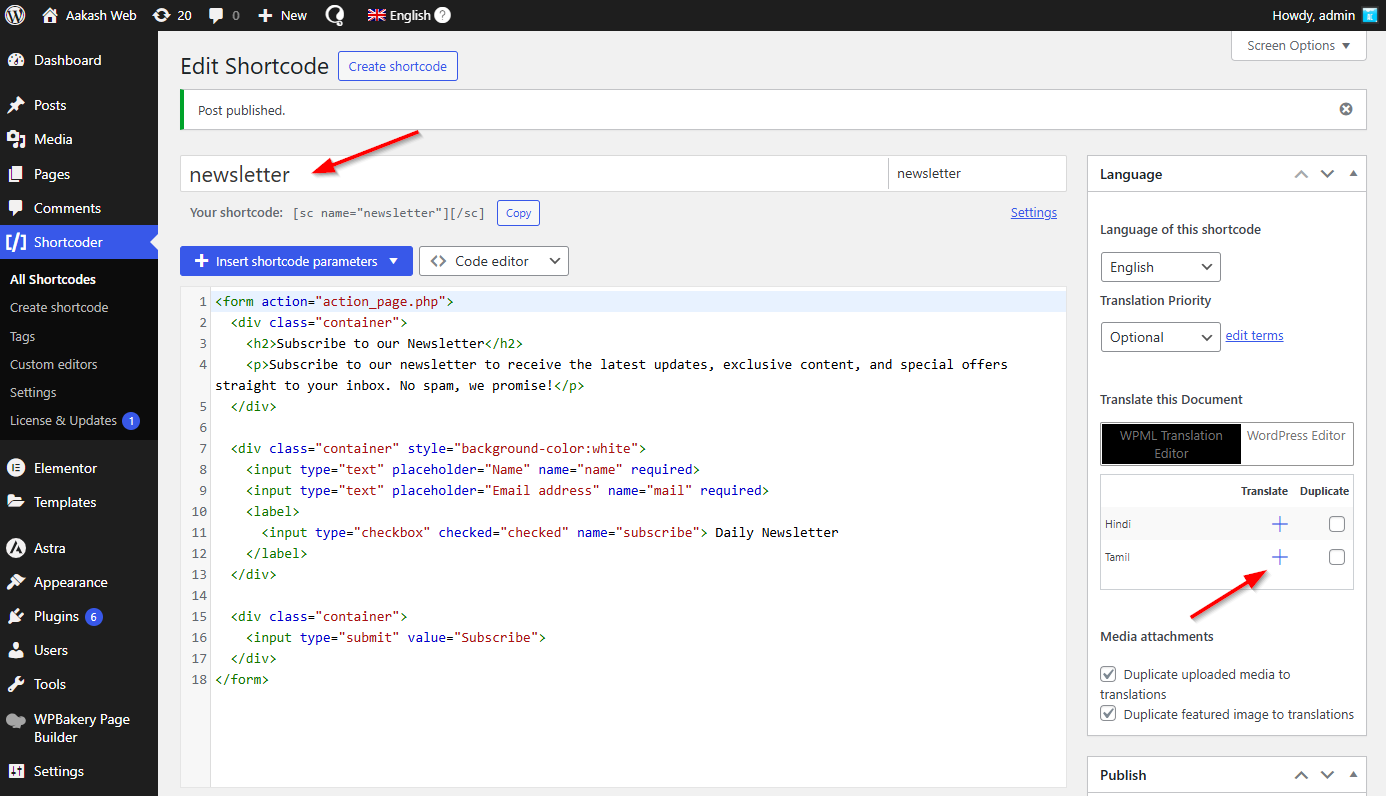 Aakash Web 20 0 New English ? Howdy, admin
Dashboard
Posts
Media
Pages
Comments
[/] Shortcoder
All Shortcodes
Create shortcode
Tags
Custom editors
Settings
License & Updates 1
Elementor
Templates
Astra
Appearance
Plugins 6
Users
Tools
WPBakery Page
Builder
Settings
Screen Options
Edit Shortcode Create shortcode
Post published.
newsletter newsletter
Your shortcode: [sc name="newsletter"][/sc] Copy Settings
Insert shortcode parameters <> Code editor
1 <form action="action_page.php">
2 <div class="container">
3 <h2>Subscribe to our Newsletter</h2>
4 <p>Subscribe to our newsletter to receive the latest updates, exclusive content, and special offers
straight to your inbox. No spam, we promise!</p>
5 </div>
6
7 <div class="container" style="background-color:white">
8 <input type="text" placeholder="Name" name="name" required>
9 <input type="text" placeholder="Email address" name="mail" required>
10 <label>
11 <input type="checkbox" checked="checked" name="subscribe"> Daily Newsletter
12 </label>
13 </div>
14
15 <div class="container">
16 <input type="submit" value="Subscribe">
17 </div>
18 </form>
Language
Language of this shortcode
English
Translation Priority
Optional edit terms
Translate this Document
WPML Translation
Editor
WordPress Editor
Translate Duplicate
Hindi
Tamil
Media attachments
Duplicate uploaded media to
translations
Duplicate featured image to translations
Publish